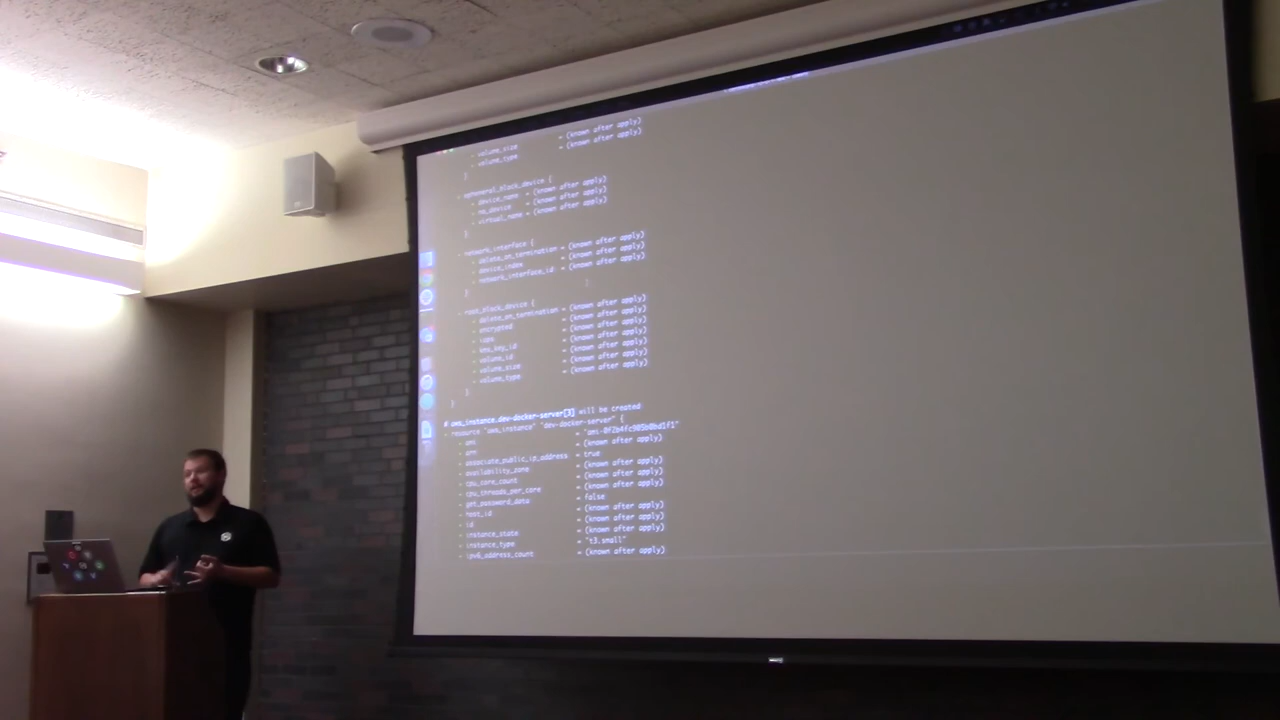 = (known after apply)
- volume_size = (known after apply)
- volume_type = (known after apply)
}
- ephemeral_block_device {
- device_name = (known after apply)
- no_device = (known after apply)
- virtual_name = (known after apply)
}
- network_interface {
- delete_on_termination = (known after apply)
- device_index = (known after apply)
- network_interface_id = (known after apply)
}
- root_block_device {
- delete_on_termination = (known after apply)
- encrypted = (known after apply)
- iops = (known after apply)
- kms_key_id = (known after apply)
- volume_id = (known after apply)
- volume_size = (known after apply)
- volume_type = (known after apply)
}
}
# aws_instance.dev-docker-server[3] will be created
- resource "aws_instance" "dev-docker-server" {
- ami = "ami-0f2b4fc905b0bd1f1"
- arn = (known after apply)
- associate_public_ip_address = true
- availability_zone = (known after apply)
- cpu_core_count = (known after apply)
- cpu_threads_per_core = (known after apply)
- get_password_data = false
- host_id = (known after apply)
- id = (known after apply)
- instance_state = (known after apply)
- instance_type = "t3.small"
- ipv6_address_count = (known after apply)